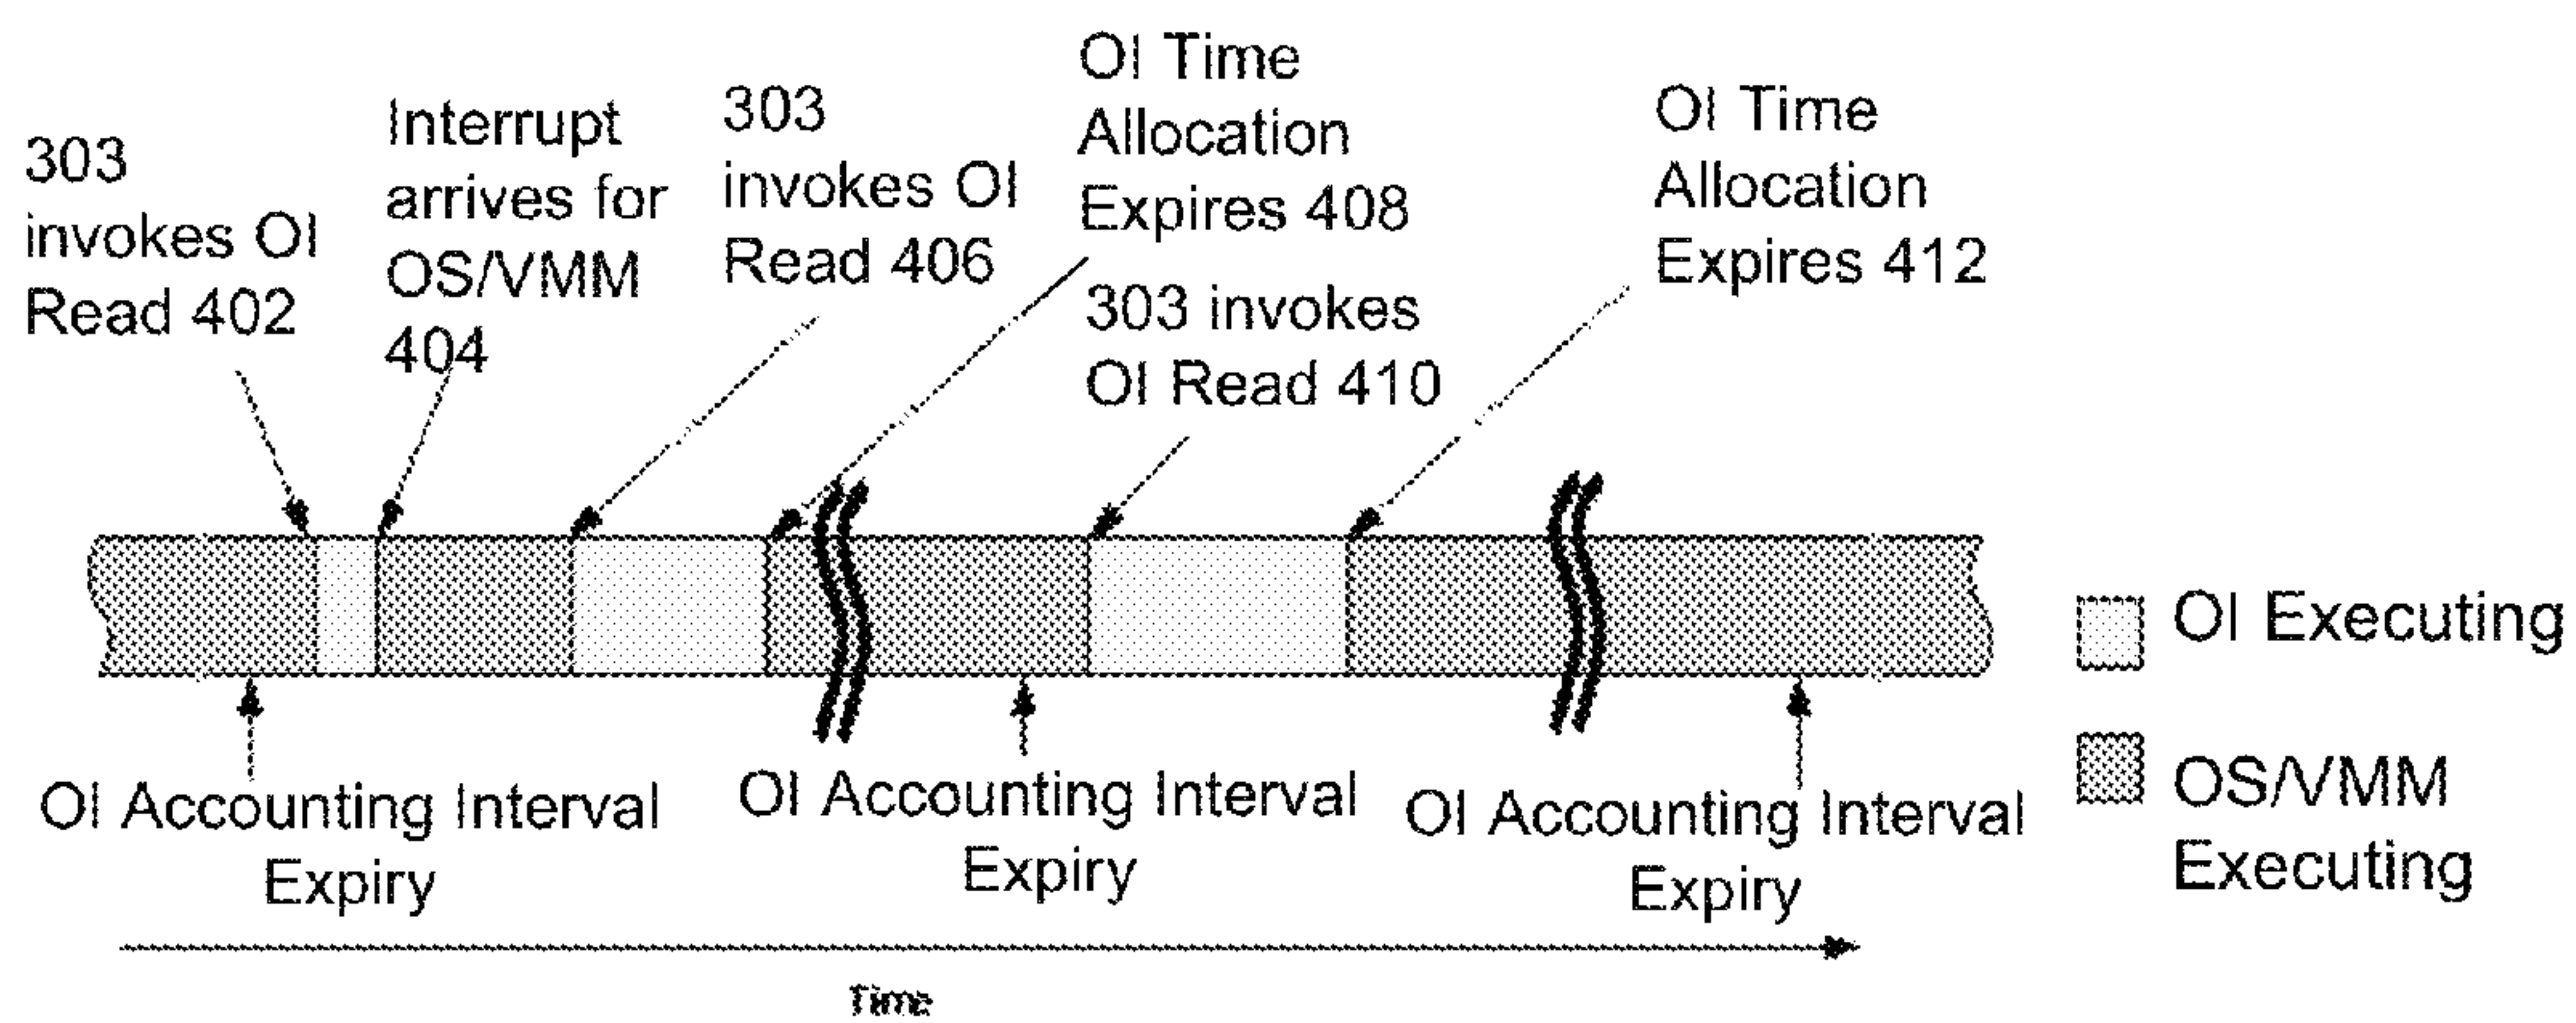 303
invokes OI
Read 402
Interrupt
arrives for
OS/VMM
404
303
invokes OI
Read 406
OI Time
Allocation
Expires 408
303 invokes
OI Read 410
OI Time
Allocation
Expires 412
OI Executing
OS/VMM
Executing
OI Accounting Interval
Expiry
OI Accounting Interval
Expiry
OI Accounting Interval
Expiry
Time